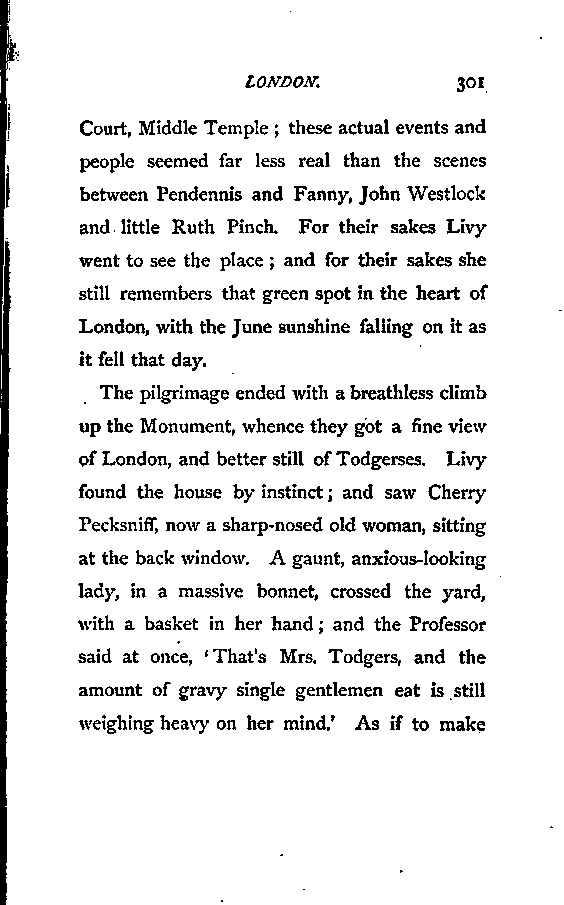 LONDON. 301
Court, Middle Temple ; these actual events and
people seemed far less real than the scenes
between Pendennis and Fanny, John Westlock
and little Ruth Pinch. For their sakes Livy
went to see the place ; and for their sakes she
still remembers that green spot in the heart of
London, with the June sunshine falling on it as
it fell that day.
The pilgrimage ended with a breathless climb
up the Monument, whence they got a fine view
of London, and better still of Todgerses. Livy
found the house by instinct ; and saw Cherry
Pecksniff, now a sharp-nosed old woman, sitting
at the back window. A gaunt, anxious-looking
lady, in a massive bonnet, crossed the yard,
with a basket in her hand ; and the Professor
said at once, 'That's Mrs. Todgers, and the
amount of gravy single gentlemen eat is still
weighing heavy on her mind.' As if to make